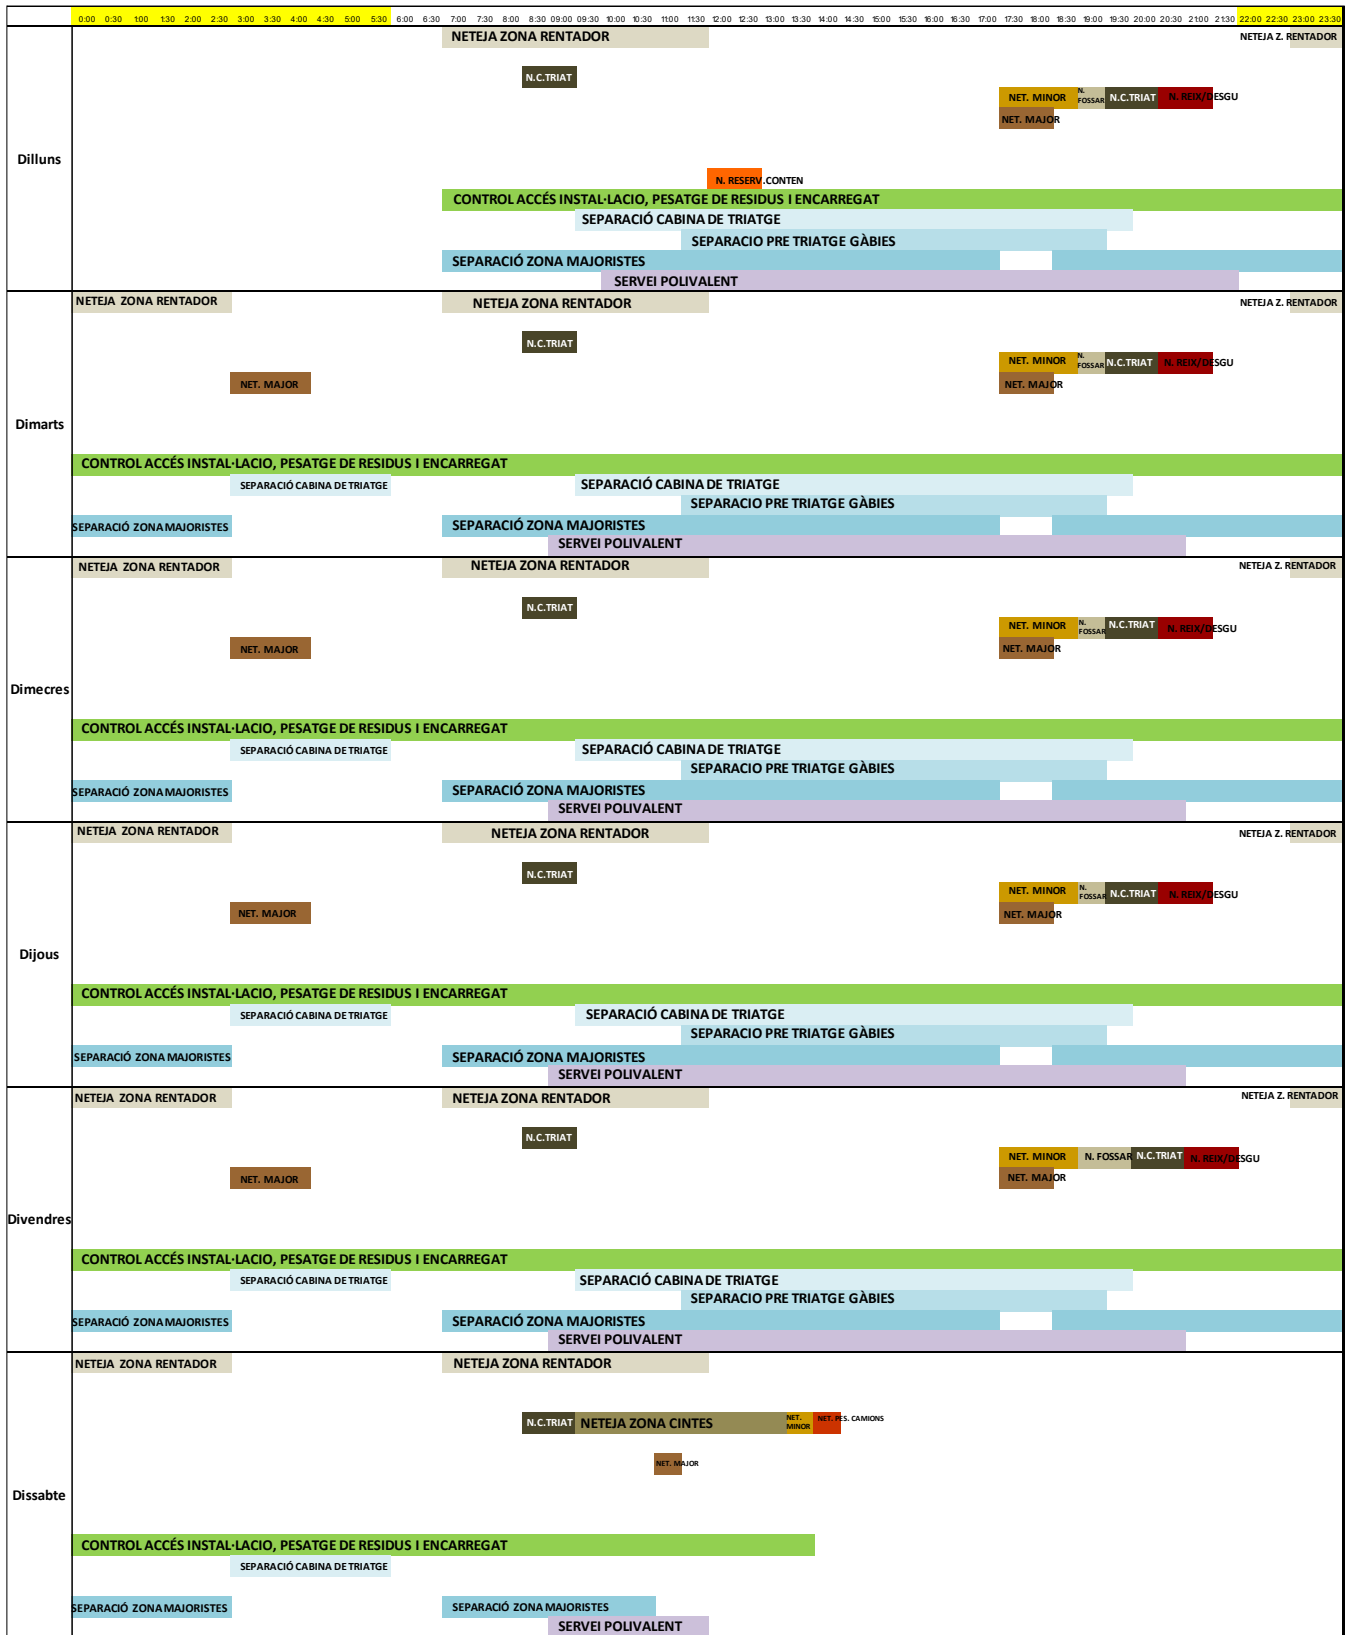 0:00 0:30 1:00 1:30 2:00 2:30 3:00 3:30 4:00 4:30 5:00 5:30 6:00 6:30 7:00 7:30 8:00 8:30 09:00 09:30 10:00 10:30 11:00 11:30 12:00 12:30 13:00 13:30 14:00 14:30 15:00 15:30 16:00 16:30 17:00 17:30 18:00 18:30 19:00 19:30 20:00 20:30 21:00 21:30 22:00 22:30 23:00 23:30
NETEJA ZONA RENTADOR NETEJA Z. RENTADOR
N.C.TRIAT
NET. MINOR N. FOSSAR N.C.TRIAT N. REIX/DESGU
NET. MAJOR
Dilluns
N. RESERV.CONTEN
CONTROL ACCÉS INSTAL·LACIO, PESATGE DE RESIDUS I ENCARREGAT
SEPARACIÓ CABINA DE TRIATGE
SEPARACIO PRE TRIATGE GÀBIES
SEPARACIÓ ZONA MAJORISTES
SERVEI POLIVALENT
NETEJA ZONA RENTADOR NETEJA ZONA RENTADOR NETEJA Z. RENTADOR
N.C.TRIAT
NET. MINOR N. FOSSAR N.C.TRIAT N. REIX/DESGU
NET. MAJOR NET. MAJOR
Dimarts
CONTROL ACCÉS INSTAL·LACIO, PESATGE DE RESIDUS I ENCARREGAT
SEPARACIÓ CABINA DE TRIATGE SEPARACIÓ CABINA DE TRIATGE
SEPARACIO PRE TRIATGE GÀBIES
SEPARACIÓ ZONA MAJORISTES SEPARACIÓ ZONA MAJORISTES
SERVEI POLIVALENT
NETEJA ZONA RENTADOR NETEJA ZONA RENTADOR NETEJA Z. RENTADOR
N.C.TRIAT
NET. MINOR N. FOSSAR N.C.TRIAT N. REIX/DESGU
NET. MAJOR NET. MAJOR
Dimecres
CONTROL ACCÉS INSTAL·LACIO, PESATGE DE RESIDUS I ENCARREGAT
SEPARACIÓ CABINA DE TRIATGE SEPARACIÓ CABINA DE TRIATGE
SEPARACIO PRE TRIATGE GÀBIES
SEPARACIÓ ZONA MAJORISTES SEPARACIÓ ZONA MAJORISTES
SERVEI POLIVALENT
NETEJA ZONA RENTADOR NETEJA ZONA RENTADOR NETEJA Z. RENTADOR
N.C.TRIAT
NET. MINOR N. FOSSAR N.C.TRIAT N. REIX/DESGU
NET. MAJOR NET. MAJOR
Dijous
CONTROL ACCÉS INSTAL·LACIO, PESATGE DE RESIDUS I ENCARREGAT
SEPARACIÓ CABINA DE TRIATGE SEPARACIÓ CABINA DE TRIATGE
SEPARACIO PRE TRIATGE GÀBIES
SEPARACIÓ ZONA MAJORISTES SEPARACIÓ ZONA MAJORISTES
SERVEI POLIVALENT
NETEJA ZONA RENTADOR NETEJA ZONA RENTADOR NETEJA Z. RENTADOR
N.C.TRIAT
NET. MINOR N. FOSSAR N.C.TRIAT N. REIX/DESGU
NET. MAJOR NET. MAJOR
Divendres
CONTROL ACCÉS INSTAL·LACIO, PESATGE DE RESIDUS I ENCARREGAT
SEPARACIÓ CABINA DE TRIATGE SEPARACIÓ CABINA DE TRIATGE
SEPARACIO PRE TRIATGE GÀBIES
SEPARACIÓ ZONA MAJORISTES SEPARACIÓ ZONA MAJORISTES
SERVEI POLIVALENT
NETEJA ZONA RENTADOR NETEJA ZONA RENTADOR
N.C.TRIAT NETEJA ZONA CINTES NET. MINOR NET. PES. CAMIONS
NET. MAJOR
Dissabte
CONTROL ACCÉS INSTAL·LACIO, PESATGE DE RESIDUS I ENCARREGAT
SEPARACIÓ CABINA DE TRIATGE
SEPARACIÓ ZONA MAJORISTES SEPARACIÓ ZONA MAJORISTES
SERVEI POLIVALENT